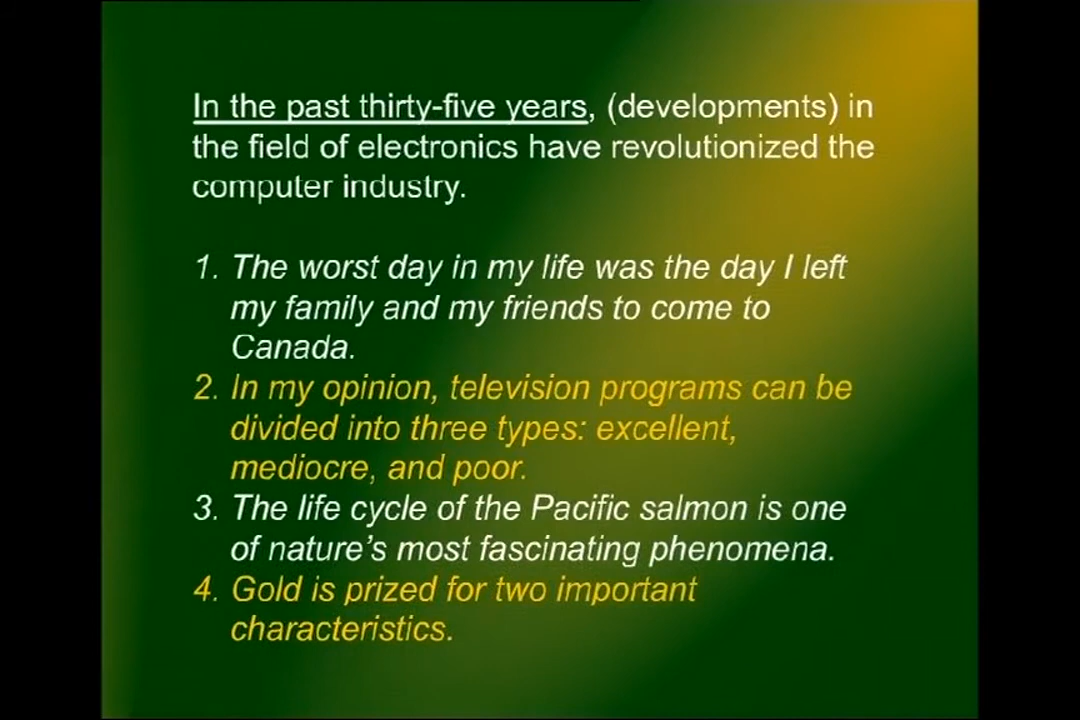 In the past thirty-five years, (developments) in
the field of electronics have revolutionized the
computer industry.
1. The worst day in my life was the day I left
my family and my friends to come to
Canada.
2. In my opinion, television programs can be
divided into three types: excellent,
mediocre, and poor.
3. The life cycle of the Pacific salmon is one
of nature's most fascinating phenomena.
4. Gold is prized for two important
characteristics.